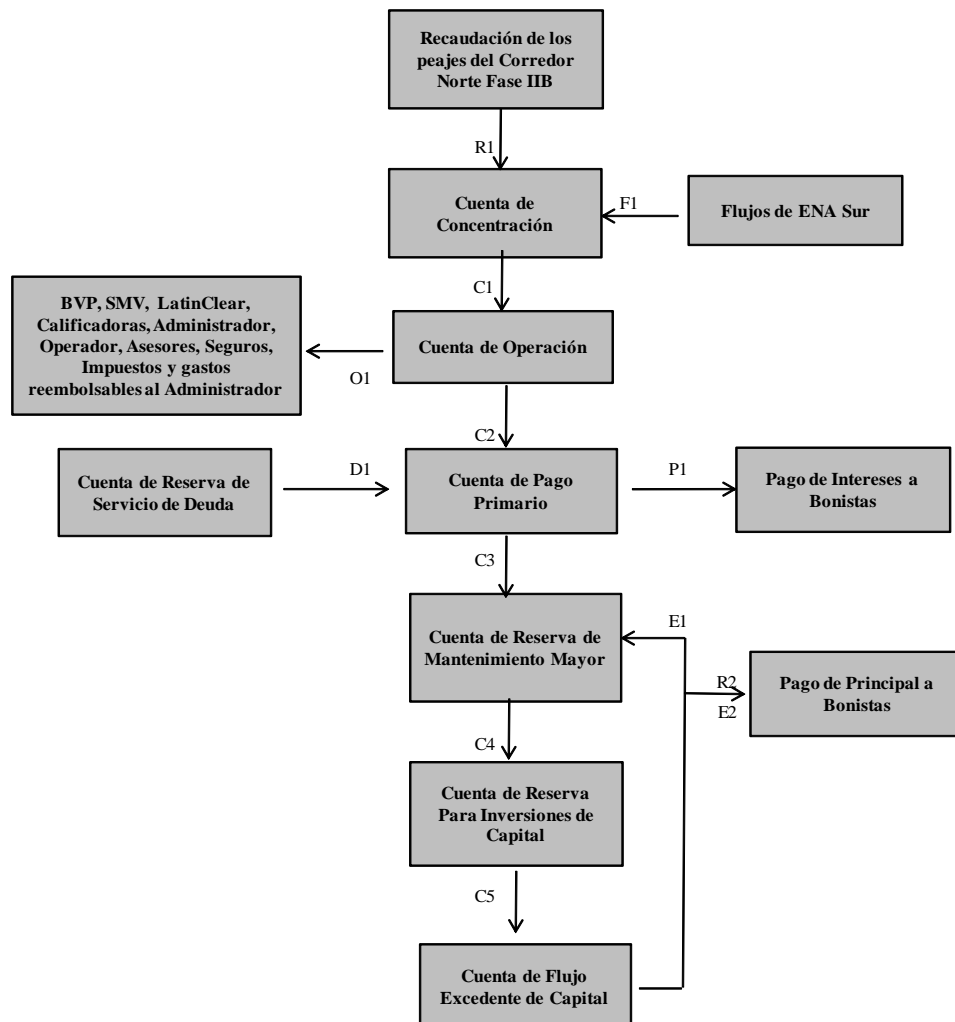 Recaudación de los
peajes del Corredor
Norte Fase IIB
R1
Cuenta de
Concentración
F1
Flujos de ENA Sur
C1
BVP, SMV, LatinClear,
Calificadoras, Administrador,
Operador, Asesores, Seguros,
Impuestos y gastos
reembolsables al Administrador
O1
Cuenta de Operación
C2
Cuenta de Reserva de
Servicio de Deuda
D1
Cuenta de Pago
Primario
P1
Pago de Intereses a
Bonistas
C3
Cuenta de Reserva de
Mantenimiento Mayor
E1
R2
E2
Pago de Principal a
Bonistas
C4
Cuenta de Reserva
Para Inversiones de
Capital
C5
Cuenta de Flujo
Excedente de Capital